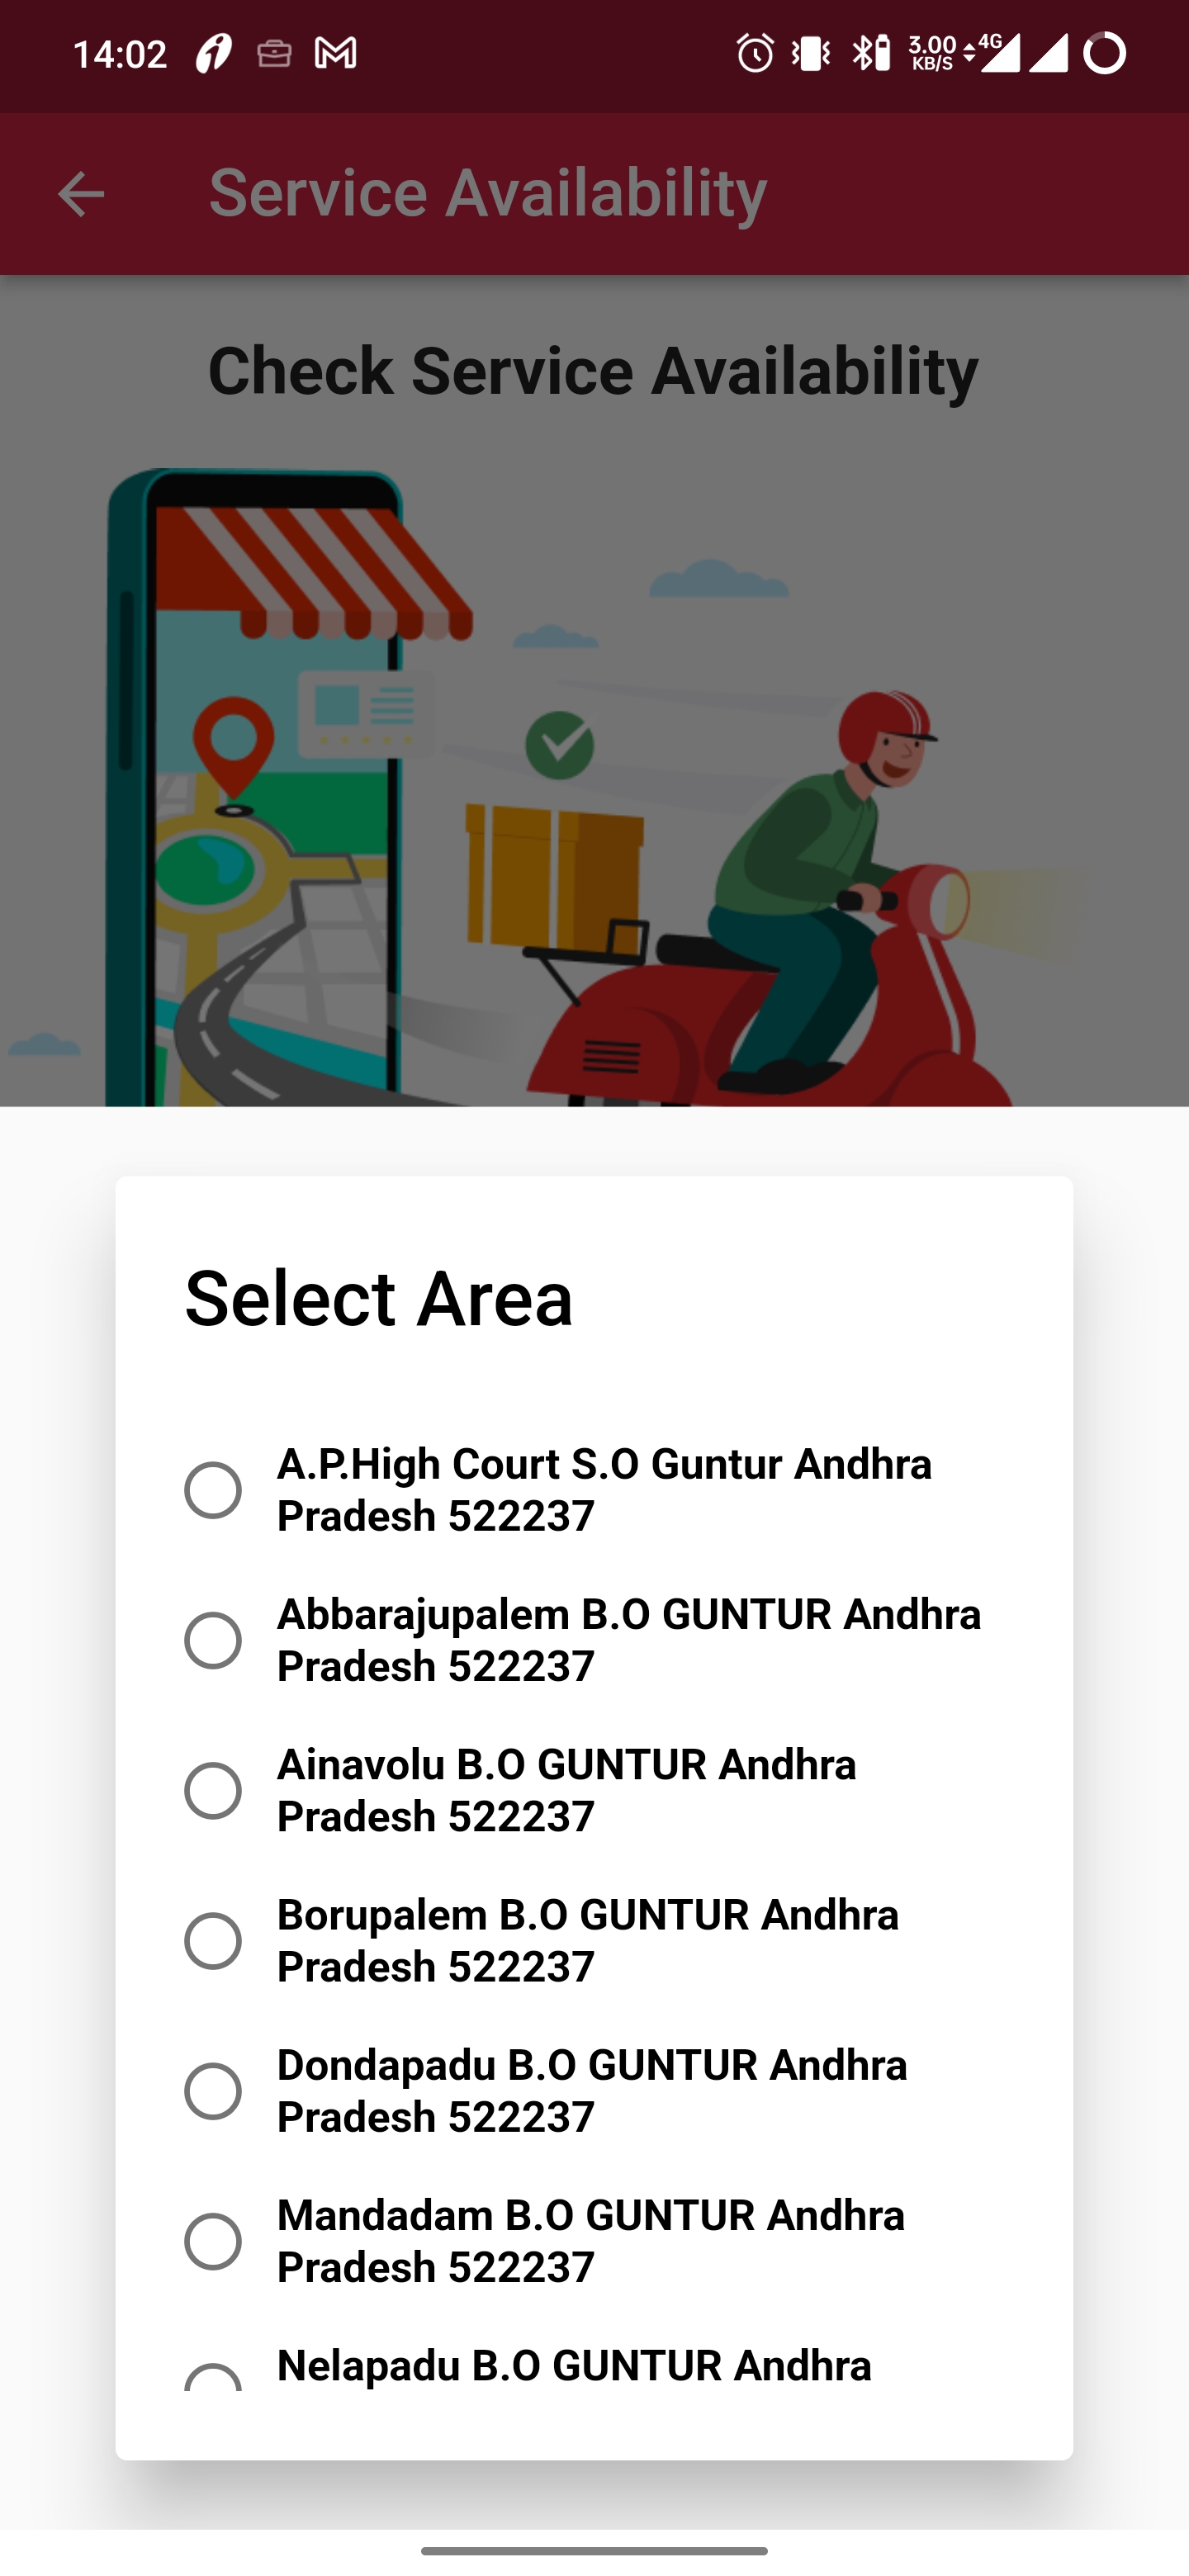 14:02 3.00 KB/S 4G
Service Availability
Check Service Availability
Select Area
A.P.High Court S.O Guntur Andhra
Pradesh 522237
Abbarajupalem B.O GUNTUR Andhra
Pradesh 522237
Ainavolu B.O GUNTUR Andhra
Pradesh 522237
Borupalem B.O GUNTUR Andhra
Pradesh 522237
Dondapadu B.O GUNTUR Andhra
Pradesh 522237
Mandadam B.O GUNTUR Andhra
Pradesh 522237
Nelapadu B.O GUNTUR Andhra